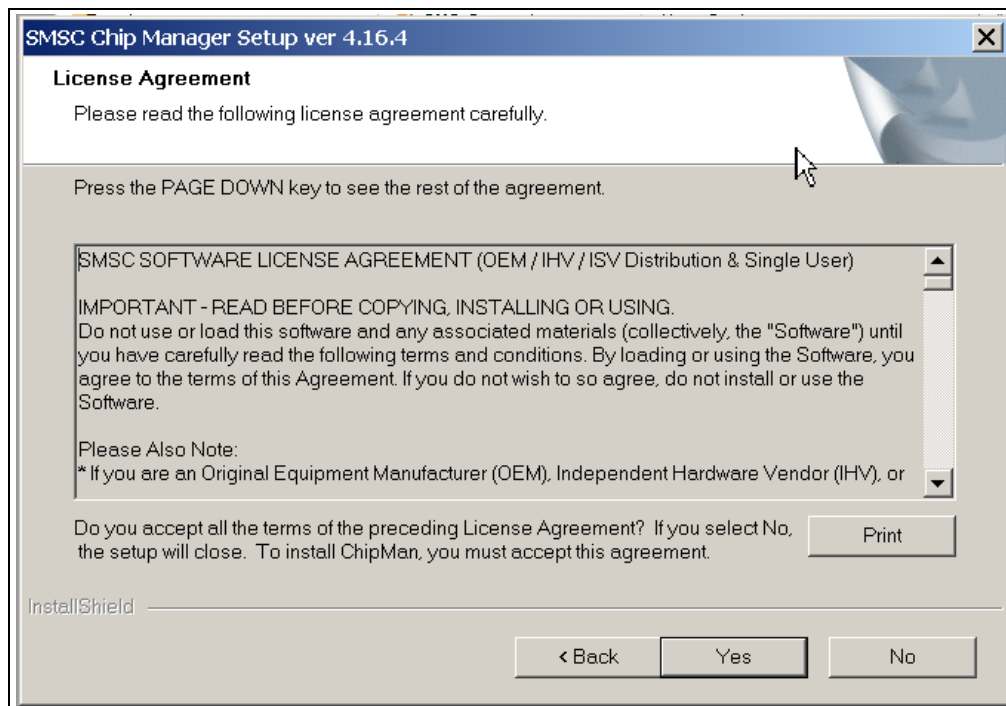 SMSC Chip Manager Setup ver 4.16.4
License Agreement
Please read the following license agreement carefully.
Press the PAGE DOWN key to see the rest of the agreement.
SMSC SOFTWARE LICENSE AGREEMENT (OEM / IHV / ISV Distribution & Single User)
IMPORTANT - READ BEFORE COPYING, INSTALLING OR USING.
Do not use or load this software and any associated materials (collectively, the "Software") until
you have carefully read the following terms and conditions. By loading or using the Software, you
agree to the terms of this Agreement. If you do not wish to so agree, do not install or use the
Software.
Please Also Note:
* If you are an Original Equipment Manufacturer (OEM), Independent Hardware Vendor (IHV), or
Do you accept all the terms of the preceding License Agreement? If you select No,
the setup will close. To install ChipMan, you must accept this agreement.
Print
InstallShield
< Back
Yes
No